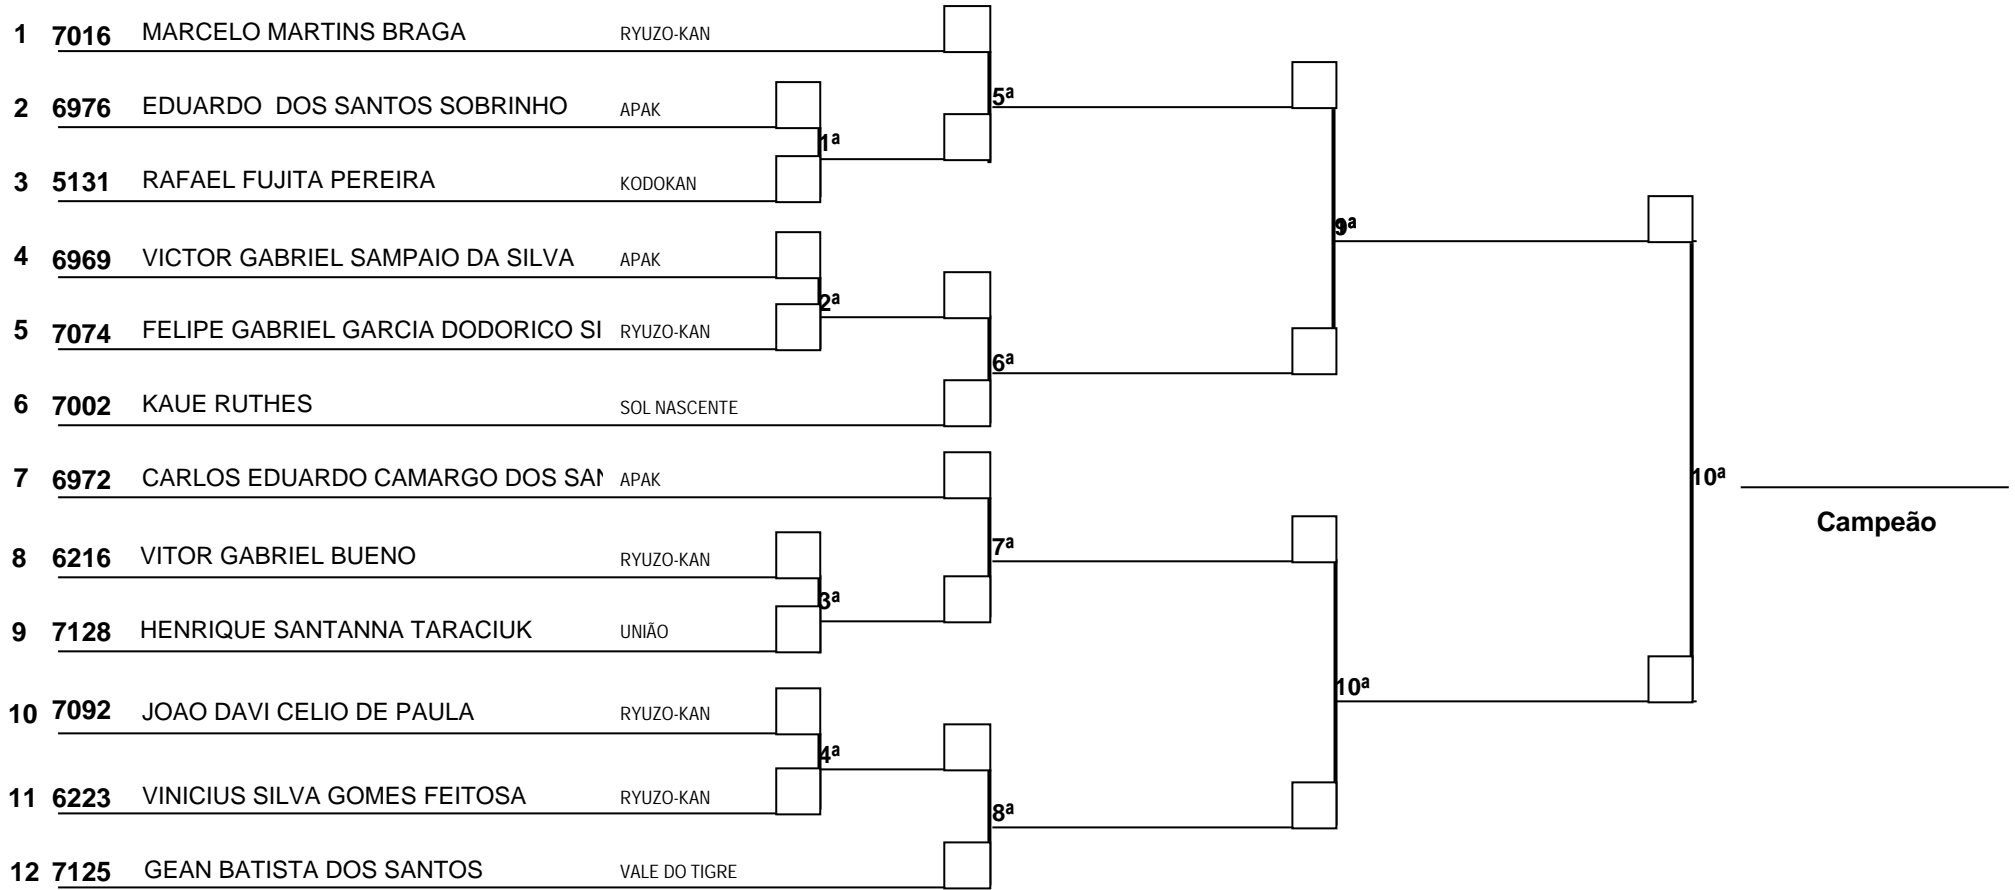 1 7016 MARCELO MARTINS BRAGA RYUZO-KAN
5ª
2 6976 EDUARDO DOS SANTOS SOBRINHO APAK
1ª
3 5131 RAFAEL FUJITA PEREIRA KODOKAN
9ª
4 6969 VICTOR GABRIEL SAMPAIO DA SILVA APAK
2ª
5 7074 FELIPE GABRIEL GARCIA DODORICO SI RYUZO-KAN
6ª
6 7002 KAUE RUTHES SOL NASCENTE
7 6972 CARLOS EDUARDO CAMARGO DOS SAN APAK
10ª
Campeão
7ª
8 6216 VITOR GABRIEL BUENO RYUZO-KAN
3ª
9 7128 HENRIQUE SANTANNA TARACIUK UNIÃO
10ª
10 7092 JOAO DAVI CELIO DE PAULA RYUZO-KAN
4ª
11 6223 VINICIUS SILVA GOMES FEITOSA RYUZO-KAN
8ª
12 7125 GEAN BATISTA DOS SANTOS VALE DO TIGRE